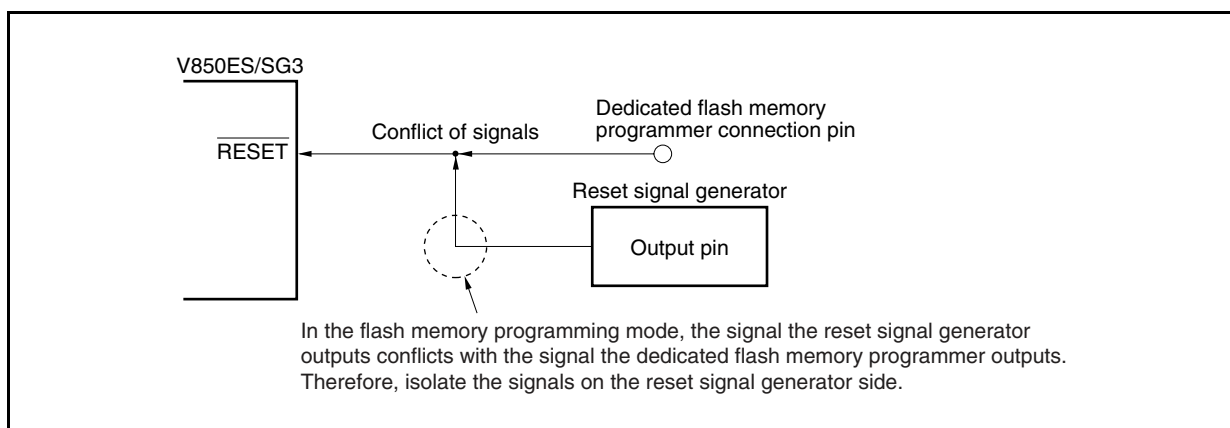 V850ES/SG3
RESET
Conflict of signals
Dedicated flash memory
programmer connection pin
Reset signal generator
Output pin
In the flash memory programming mode, the signal the reset signal generator
outputs conflicts with the signal the dedicated flash memory programmer outputs.
Therefore, isolate the signals on the reset signal generator side.